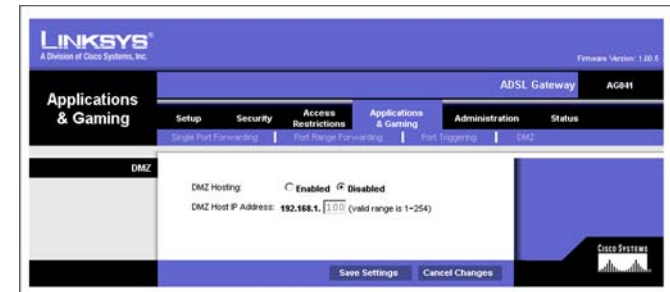 LINKSYS®
A Division of Cisco Systems, Inc.
Firmware Version: 1.00.5
ADSL Gateway AG041
Applications & Gaming
Setup Security Access Restrictions Applications & Gaming Administration Status
Single Port Forwarding | Port Range Forwarding | Port Triggering | DMZ
DMZ
DMZ Hosting: Enabled Disabled
DMZ Host IP Address: 192.168.1. 100 (valid range is 1~254)
CISCO SYSTEMS
Save Settings Cancel Changes